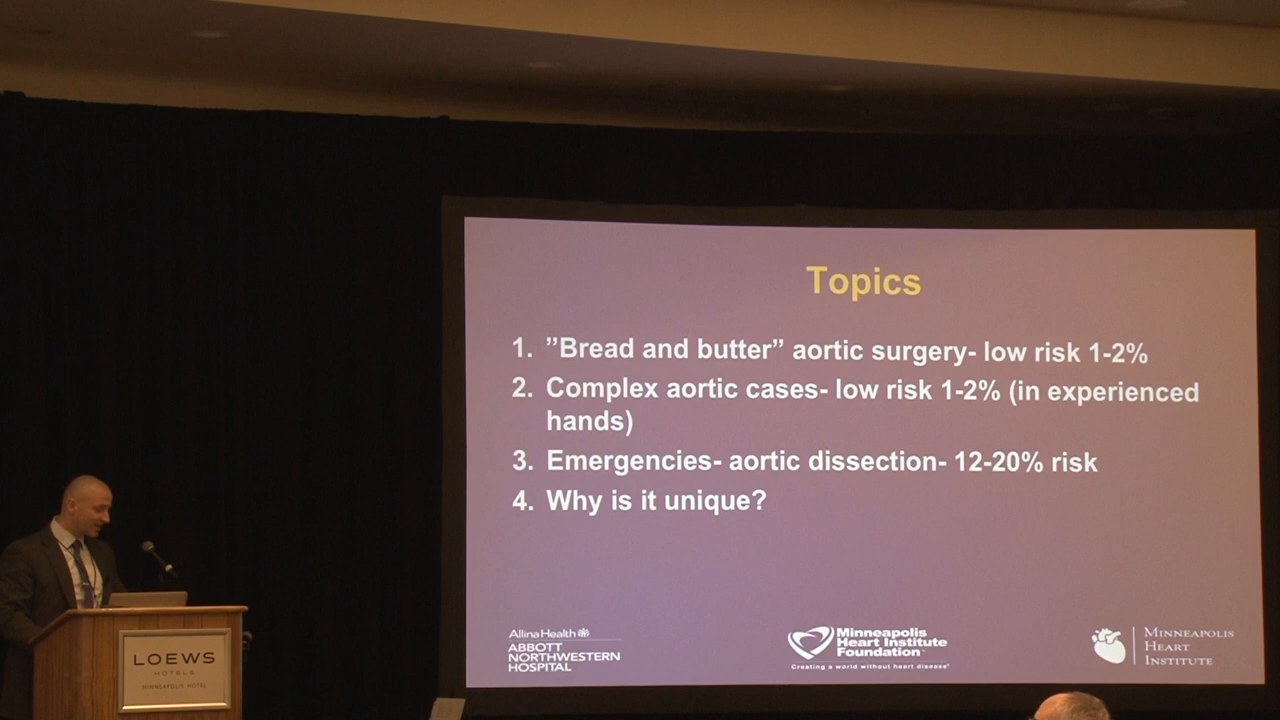 Topics
1. ”Bread and butter” aortic surgery- low risk 1-2%
2. Complex aortic cases- low risk 1-2% (in experienced
hands)
3. Emergencies- aortic dissection- 12-20% risk
4. Why is it unique?
Allina Health
ABBOTT
NORTHWESTERN
HOSPITAL
Minneapolis
Heart Institute
Foundation
Creating a world without heart disease
MINNEAPOLIS
HEART
INSTITUTE
LOEWS
HOTELS
MINNEAPOLIS HOTEL